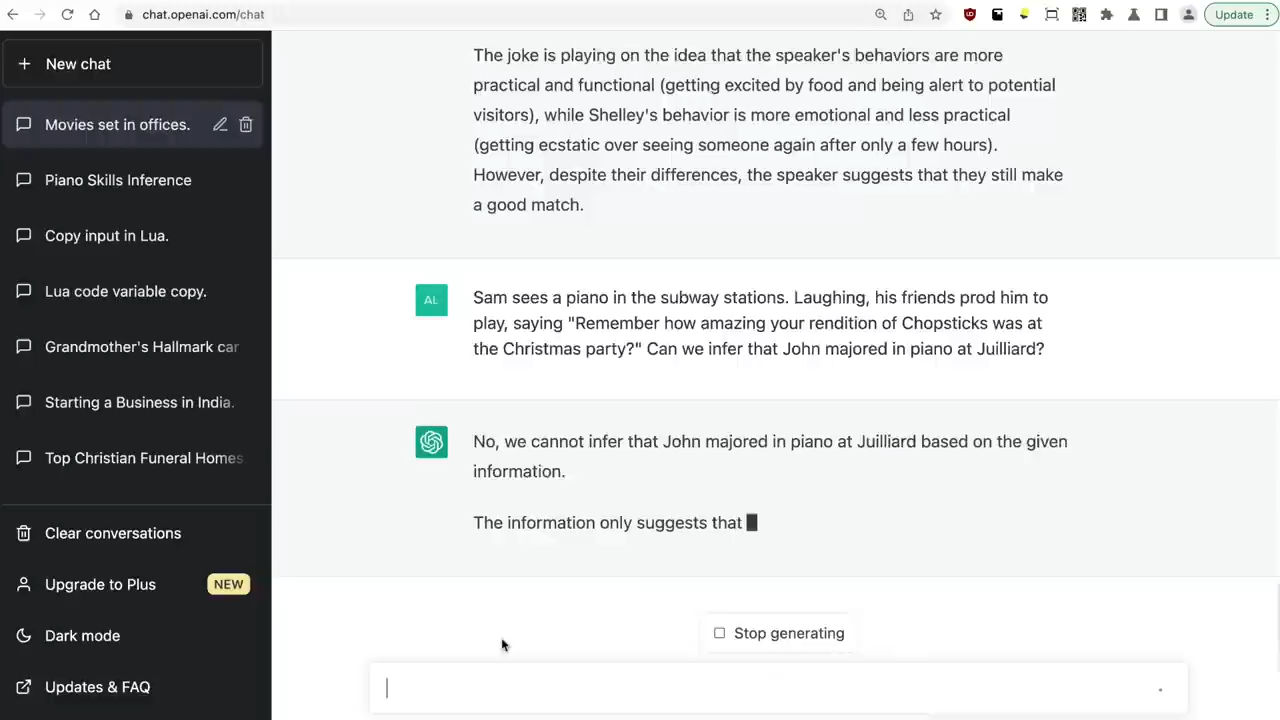 chat.openai.com/chat
Update
New chat
Movies set in offices.
Piano Skills Inference
Copy input in Lua.
Lua code variable copy.
Grandmother's Hallmark car
Starting a Business in India.
Top Christian Funeral Homes
Clear conversations
Upgrade to Plus NEW
Dark mode
Updates & FAQ
The joke is playing on the idea that the speaker's behaviors are more
practical and functional (getting excited by food and being alert to potential
visitors), while Shelley's behavior is more emotional and less practical
(getting ecstatic over seeing someone again after only a few hours).
However, despite their differences, the speaker suggests that they still make
a good match.
AL
Sam sees a piano in the subway stations. Laughing, his friends prod him to
play, saying "Remember how amazing your rendition of Chopsticks was at
the Christmas party?" Can we infer that John majored in piano at Juilliard?
No, we cannot infer that John majored in piano at Juilliard based on the given
information.
The information only suggests that
Stop generating